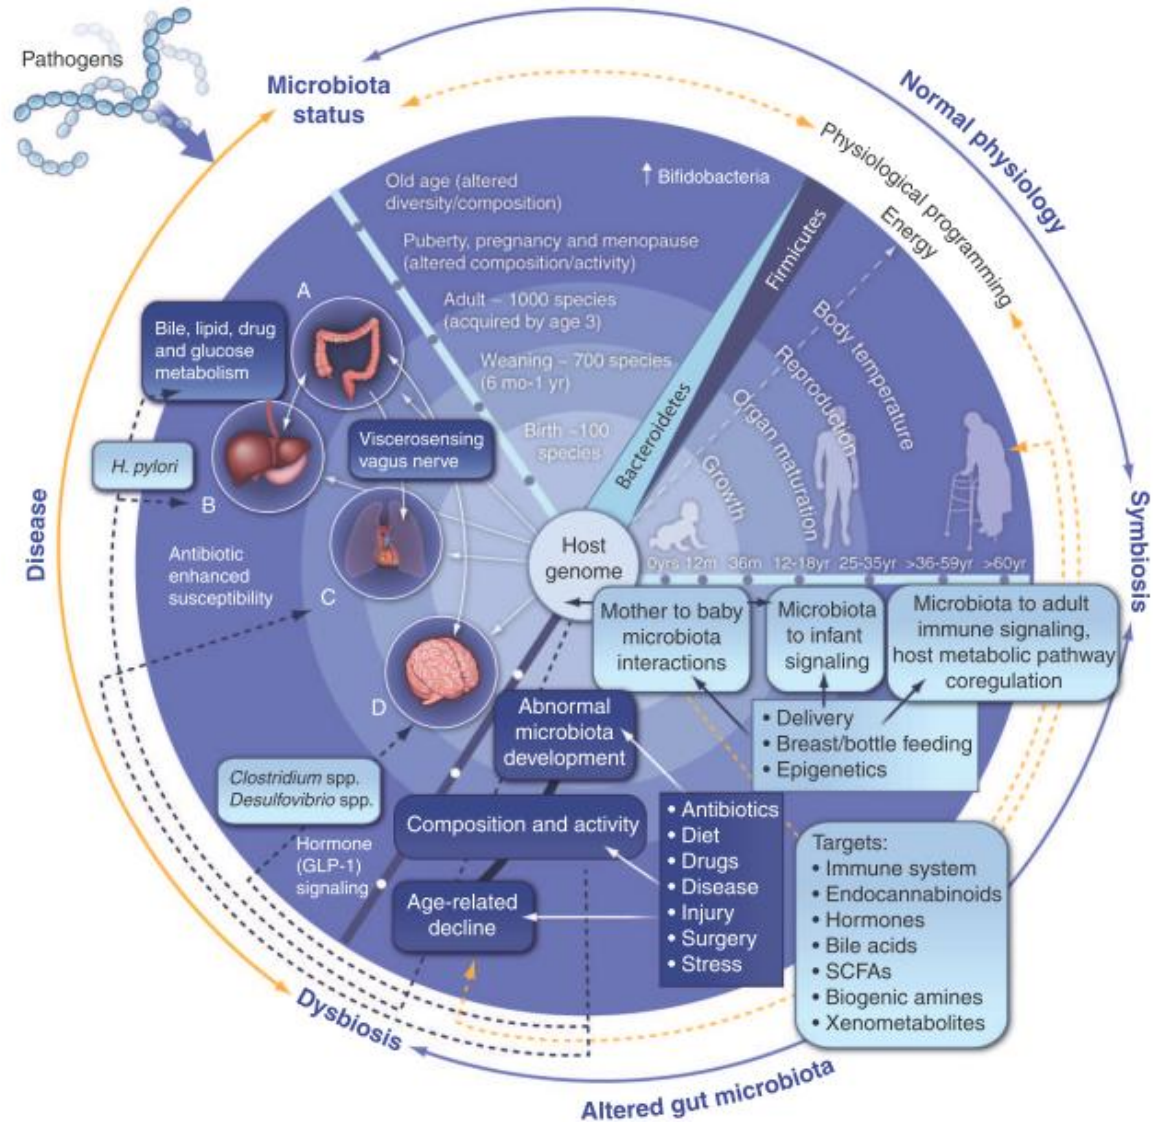 Pathogens
Microbiota
status
Normal physiology
Physiological programming
Energy
Symbiosis
Altered gut microbiota
Dysbiosis
Disease
Old age (altered
diversity/composition)
Puberty, pregnancy and menopause
(altered composition/activity)
Adult ~ 1000 species
(acquired by age 3)
Weaning ~ 700 species
(6 mo-1 yr)
Birth ~100
species
↑ Bifidobacteria
Bacteroidetes
Firmicutes
Body temperature
Reproduction
Organ maturation
Growth
Host
genome
0yrs 12m 36m 12-18yr 25-35yr >36-59yr >60yr
A
Bile, lipid, drug
and glucose
metabolism
Viscerosensing
vagus nerve
H. pylori
B
Antibiotic
enhanced
susceptibility
C
D
Clostridium spp.
Desulfovibrio spp.
Hormone
(GLP-1)
signaling
Mother to baby
microbiota
interactions
Microbiota
to infant
signaling
Microbiota to adult
immune signaling,
host metabolic pathway
coregulation
• Delivery
• Breast/bottle feeding
• Epigenetics
Abnormal
microbiota
development
Composition and activity
Age-related
decline
• Antibiotics
• Diet
• Drugs
• Disease
• Injury
• Surgery
• Stress
Targets:
• Immune system
• Endocannabinoids
• Hormones
• Bile acids
• SCFAs
• Biogenic amines
• Xenometabolites